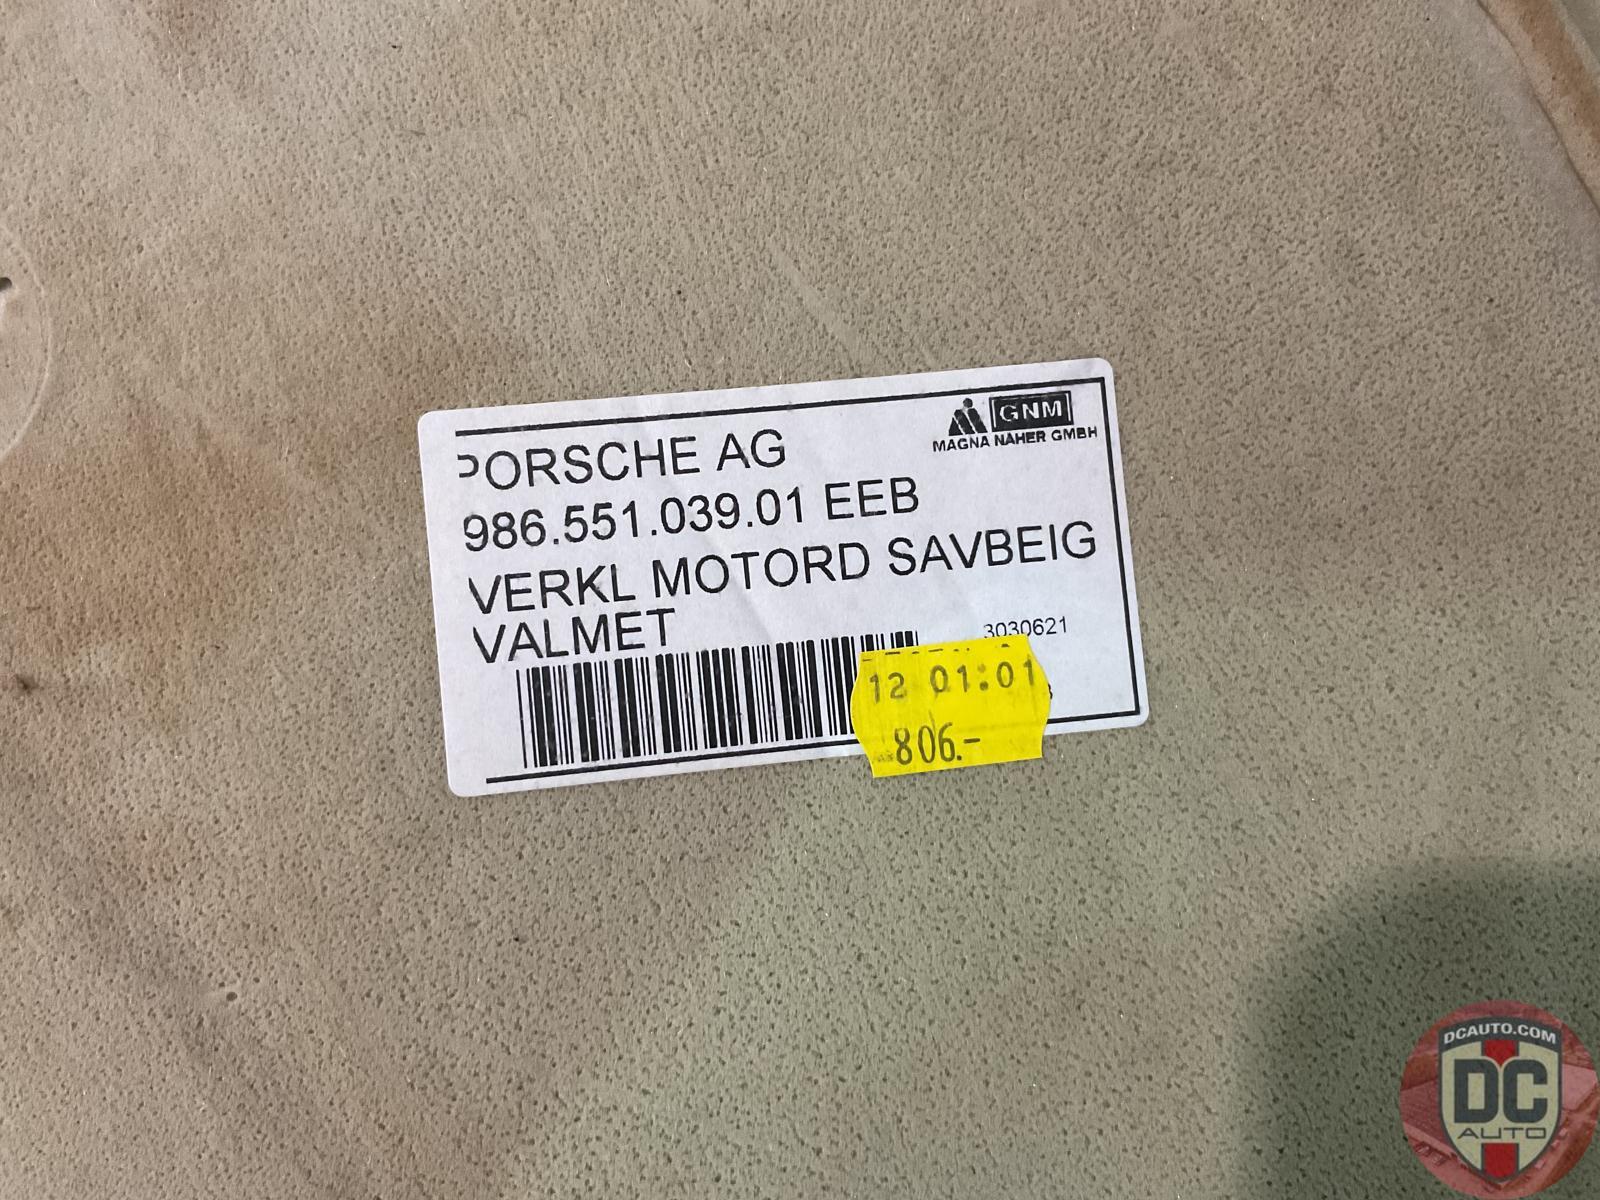 PORSCHE AG
GNM
MAGNA NAHER GMBH
986.551.039.01 EEB
VERKL MOTORD SAVBEIG
VALMET
3030621
12 01:01
806.-
DCAUTO.COM
DC
AUTO